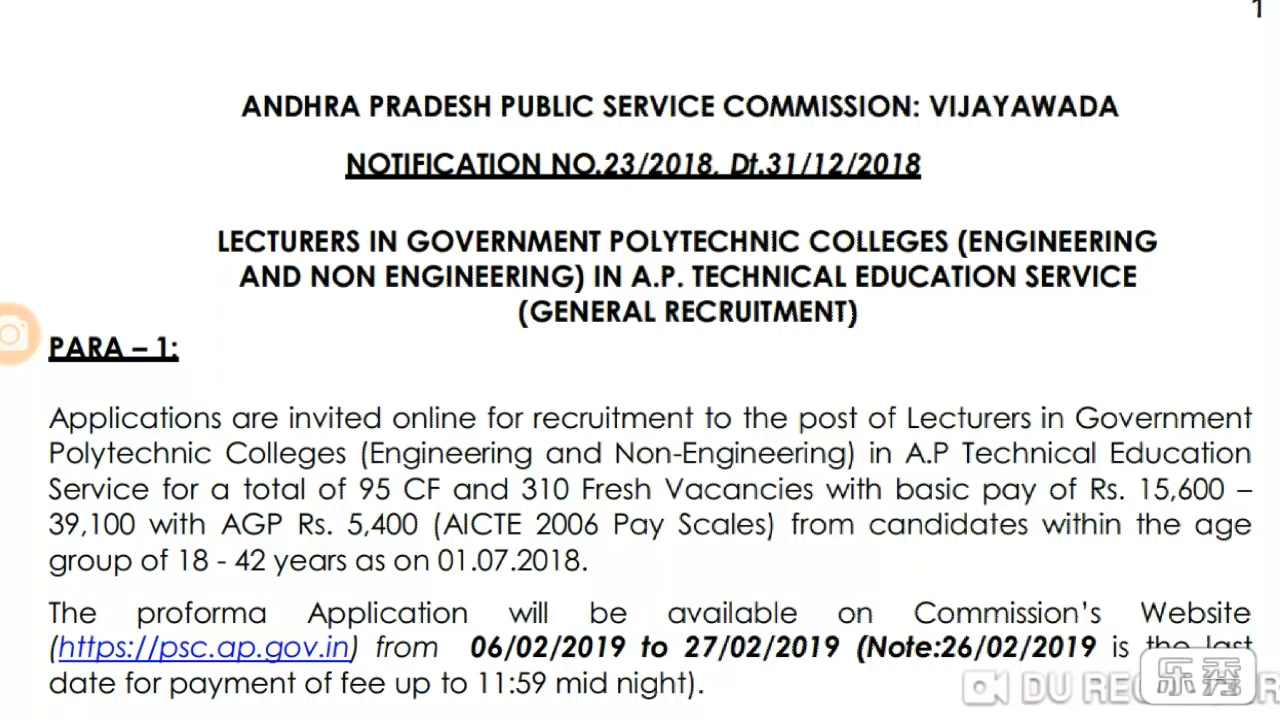 1
ANDHRA PRADESH PUBLIC SERVICE COMMISSION: VIJAYAWADA
NOTIFICATION NO.23/2018, Dt.31/12/2018
LECTURERS IN GOVERNMENT POLYTECHNIC COLLEGES (ENGINEERING
AND NON ENGINEERING) IN A.P. TECHNICAL EDUCATION SERVICE
(GENERAL RECRUITMENT)
PARA – 1:
Applications are invited online for recruitment to the post of Lecturers in Government
Polytechnic Colleges (Engineering and Non-Engineering) in A.P Technical Education
Service for a total of 95 CF and 310 Fresh Vacancies with basic pay of Rs. 15,600 –
39,100 with AGP Rs. 5,400 (AICTE 2006 Pay Scales) from candidates within the age
group of 18 - 42 years as on 01.07.2018.
The proforma Application will be available on Commission's Website
(https://psc.ap.gov.in) from 06/02/2019 to 27/02/2019 (Note:26/02/2019 is the last
date for payment of fee up to 11:59 mid night).
DU
乐秀